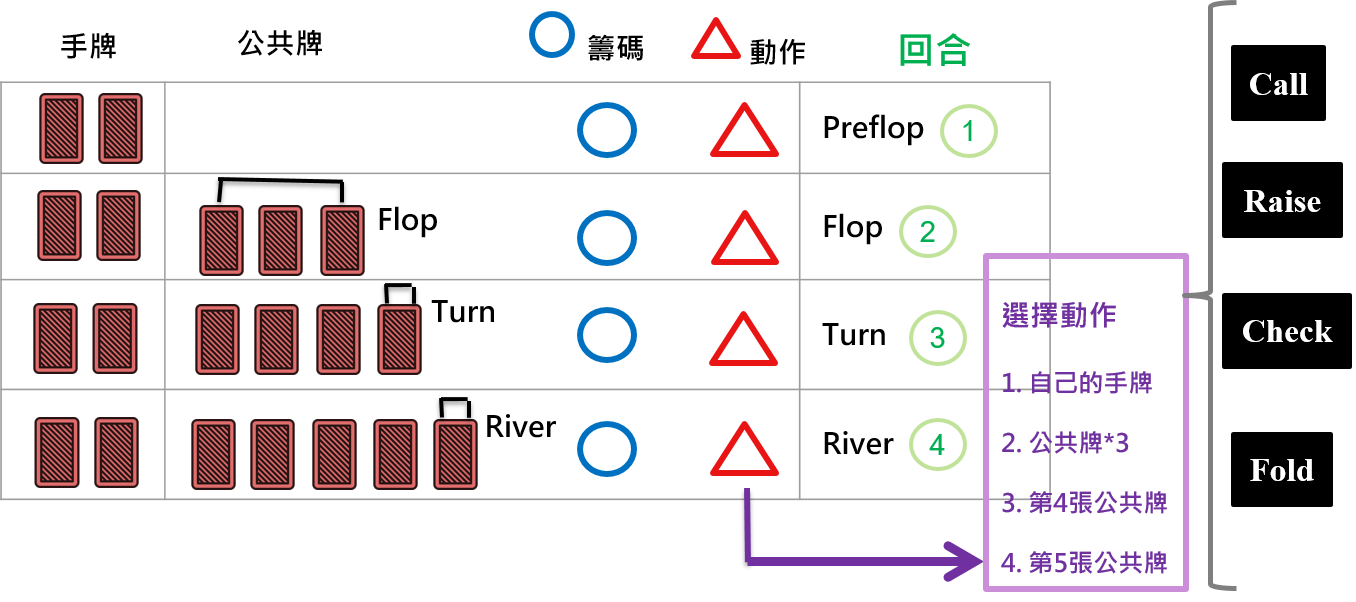 手牌
公共牌
籌碼
動作
回合
Preflop
1
Flop
Flop
2
Turn
Turn
3
River
River
4
選擇動作
1. 自己的手牌
2. 公共牌*3
3. 第4張公共牌
4. 第5張公共牌
Call
Raise
Check
Fold